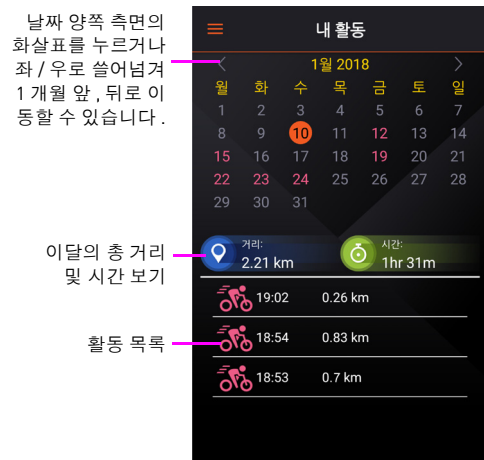 날짜 양쪽 측면의
화살표를 누르거나
좌 / 우로 쓸어넘겨
1 개월 앞 , 뒤로 이
동할 수 있습니다 .
내 활동
1월 2018
월 화 수 목 금 토 일
1 2 3 4 5 6 7
8 9 10 11 12 13 14
15 16 17 18 19 20 21
22 23 24 25 26 27 28
29 30 31
이달의 총 거리
및 시간 보기
거리:
2.21 km
시간:
1hr 31m
활동 목록
19:02 0.26 km
18:54 0.83 km
18:53 0.7 km